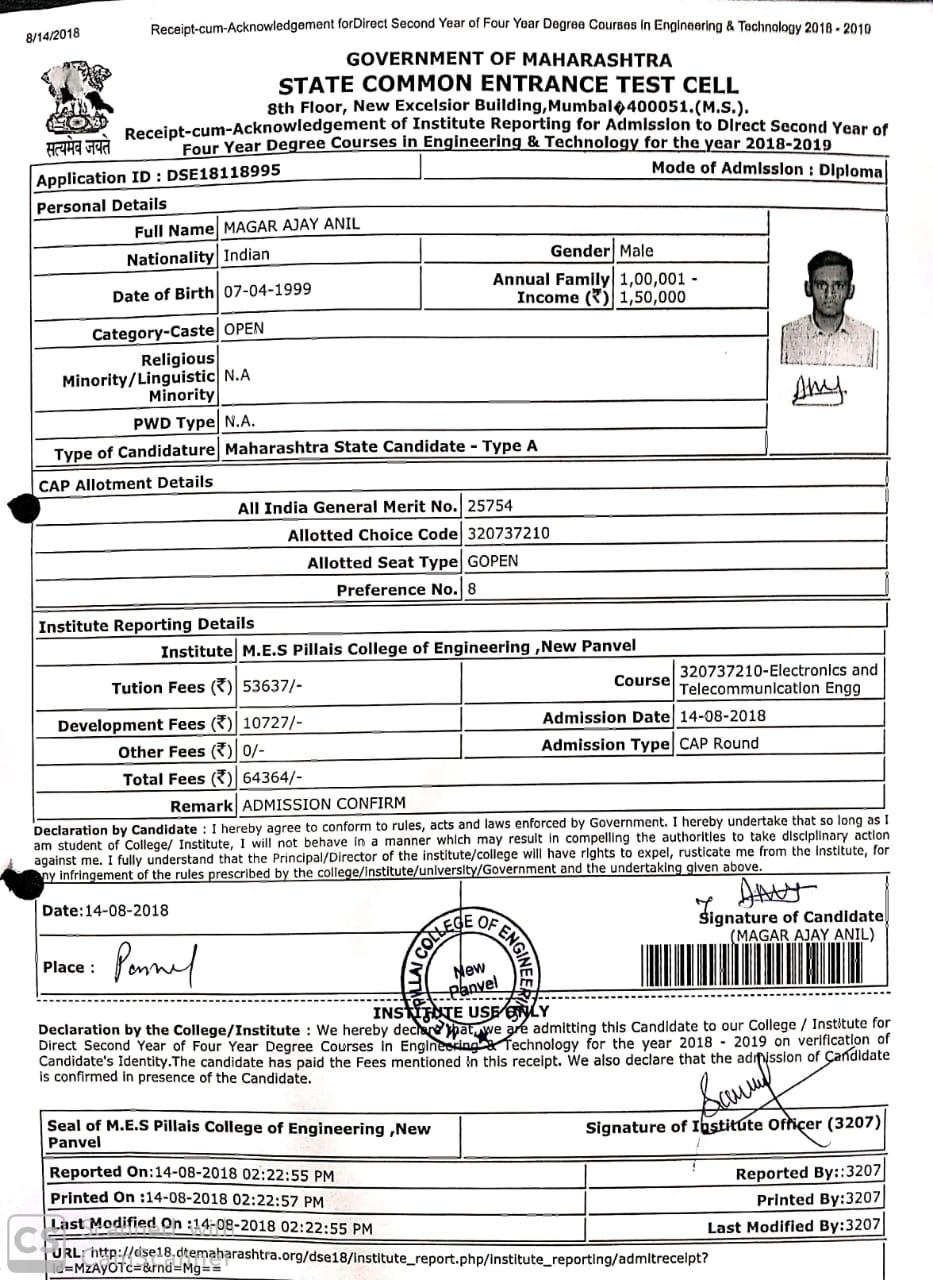 8/14/2018
Receipt-cum-Acknowledgement forDirect Second Year of Four Year Degree Courses in Engineering & Technology 2018 - 2019
GOVERNMENT OF MAHARASHTRA
STATE COMMON ENTRANCE TEST CELL
8th Floor, New Excelsior Building,Mumbai�400051.(M.S.).
सत्यमेव जयते
Receipt-cum-Acknowledgement of Institute Reporting for Admission to Direct Second Year of
Four Year Degree Courses in Engineering & Technology for the year 2018-2019
Application ID : DSE18118995
Mode of Admission : Diploma
Personal Details
Full Name MAGAR AJAY ANIL
Nationality Indian
Gender Male
Date of Birth 07-04-1999
Annual Family 1,00,001 -
Income (₹) 1,50,000
Category-Caste OPEN
Religious
Minority/Linguistic N.A
Minority
PWD Type N.A.
Type of Candidature Maharashtra State Candidate - Type A
CAP Allotment Details
All India General Merit No. 25754
Allotted Choice Code 320737210
Allotted Seat Type GOPEN
Preference No. 8
Institute Reporting Details
Institute M.E.S Pillais College of Engineering ,New Panvel
Tution Fees (₹) 53637/-
Course 320737210-Electronics and
Telecommunication Engg
Development Fees (₹) 10727/-
Admission Date 14-08-2018
Other Fees (₹) 0/-
Admission Type CAP Round
Total Fees (₹) 64364/-
Remark ADMISSION CONFIRM
Declaration by Candidate : I hereby agree to conform to rules, acts and laws enforced by Government. I hereby undertake that so long as I
am student of College/ Institute, I will not behave in a manner which may result in compelling the authorities to take disciplinary action
against me. I fully understand that the Principal/Director of the institute/college will have rights to expel, rusticate me from the Institute, for
ny infringement of the rules prescribed by the college/institute/university/Government and the undertaking given above.
Date:14-08-2018
Signature of Candidate
(MAGAR AJAY ANIL)
Place : Panvel
PILLAI COLLEGE OF ENGINEERING
New
Panvel
INSTITUTE USE ONLY
Declaration by the College/Institute : We hereby declare that, we are admitting this Candidate to our College / Institute for
Direct Second Year of Four Year Degree Courses in Engineering & Technology for the year 2018 - 2019 on verification of
Candidate's Identity.The candidate has paid the Fees mentioned in this receipt. We also declare that the admission of Candidate
is confirmed in presence of the Candidate.
Seal of M.E.S Pillais College of Engineering ,New
Panvel
Signature of Institute Officer (3207)
Reported On:14-08-2018 02:22:55 PM
Reported By::3207
Printed On :14-08-2018 02:22:57 PM
Printed By:3207
Last Modified On :14-08-2018 02:22:55 PM
Last Modified By:3207
URL: http://dse18.dtemaharashtra.org/dse18/institute_report.php/institute_reporting/admitreceipt?
id=MzAyOTc=&rnd=Mg==
CS
Scanned with
CamScanner